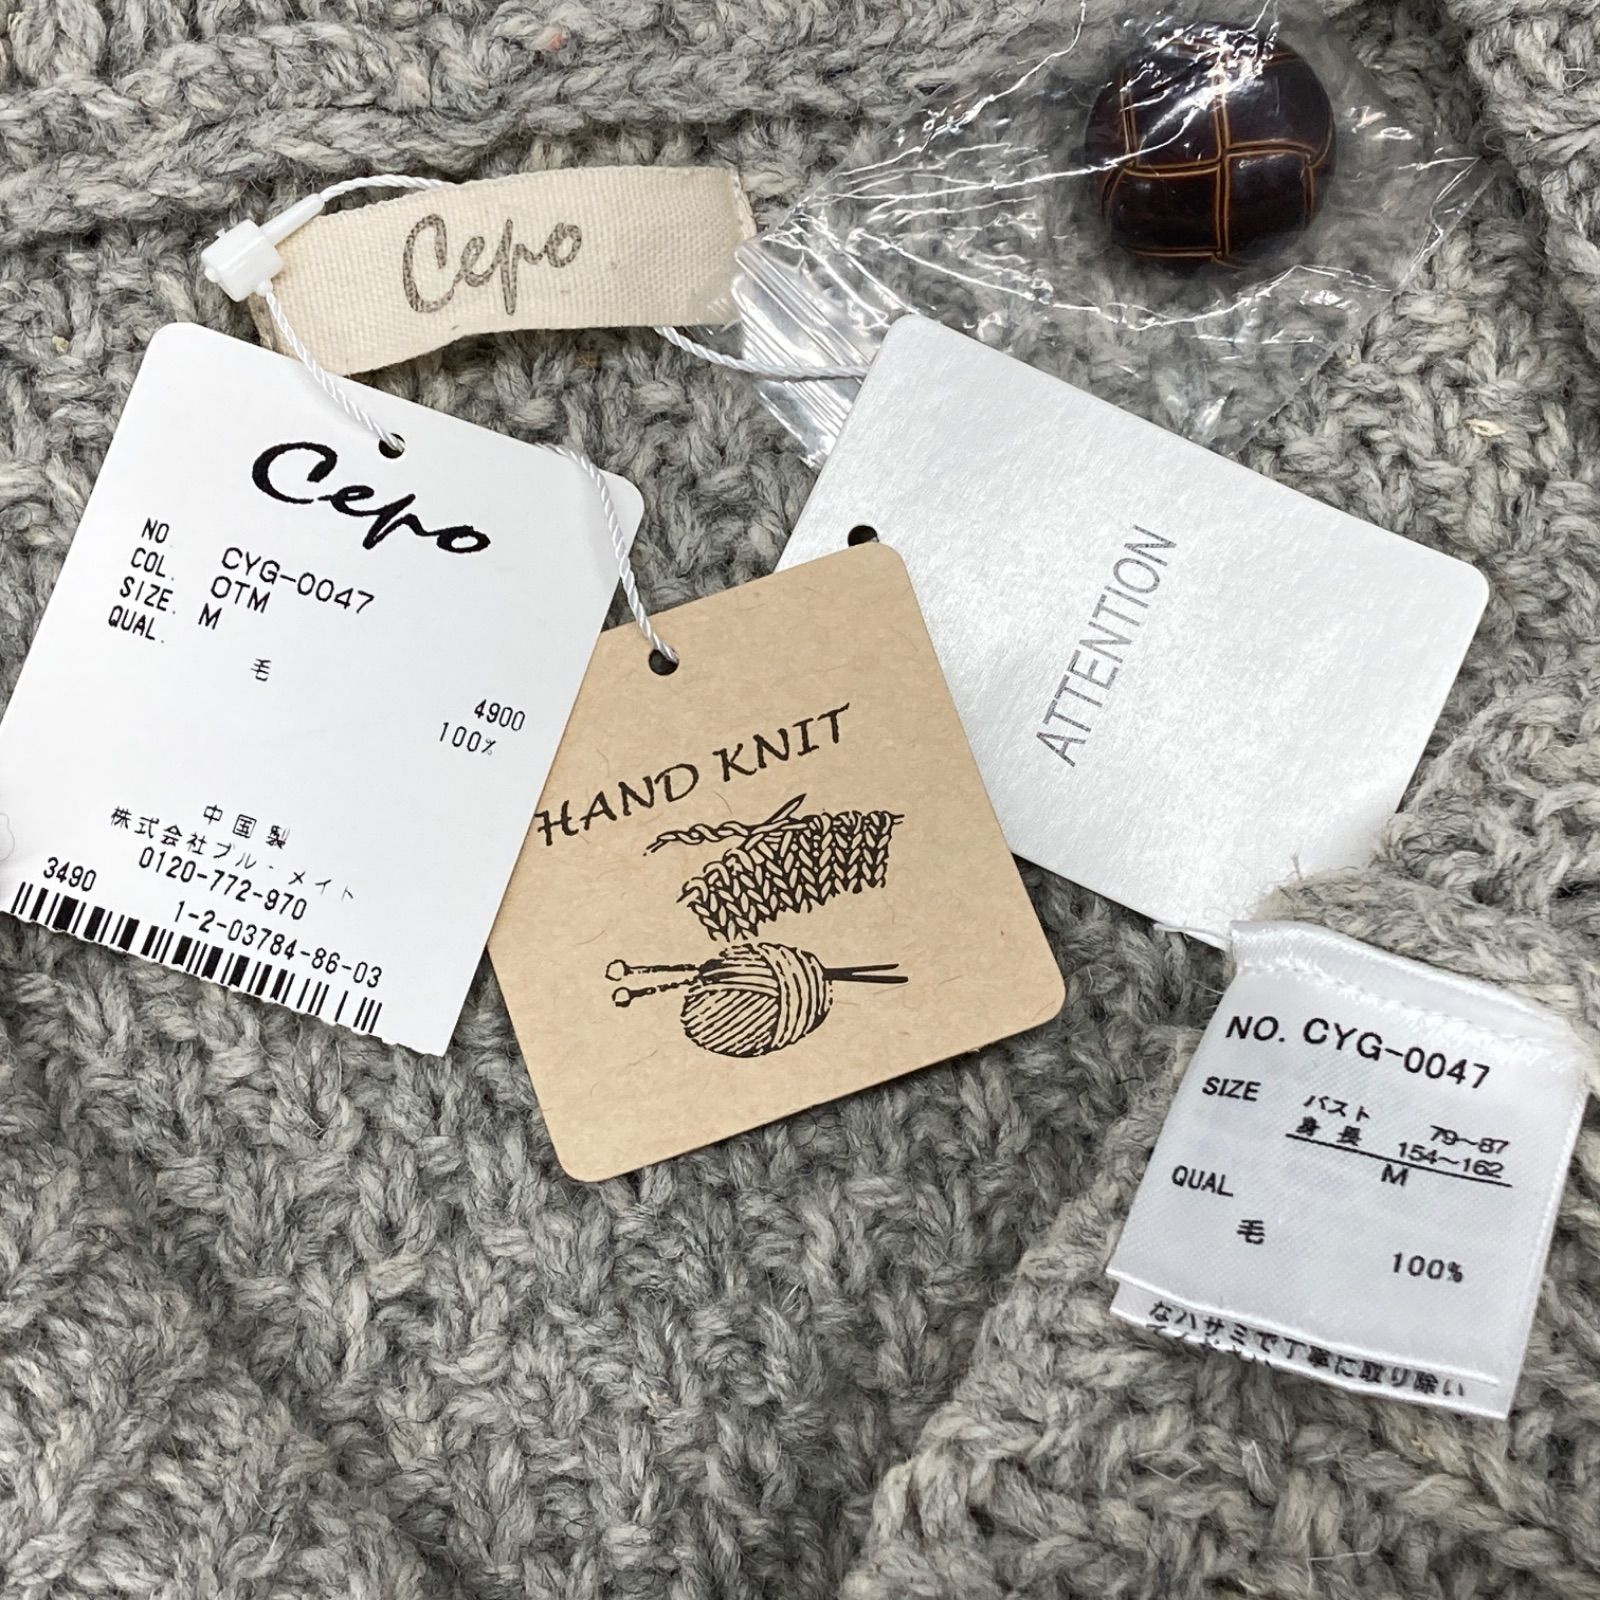 Cepo
Cepo
NO. CYG-0047
COL. OTM
SIZE. M
QUAL.
毛
4900
100%
中国製
株式会社ブルーメイト
0120-772-970
3490
1-2-03784-86-03
HAND KNIT
ATTENTION
NO. CYG-0047
SIZE バスト 79~87
身長 154~162
M
QUAL
毛 100%
なハサミで丁寧に取り除い